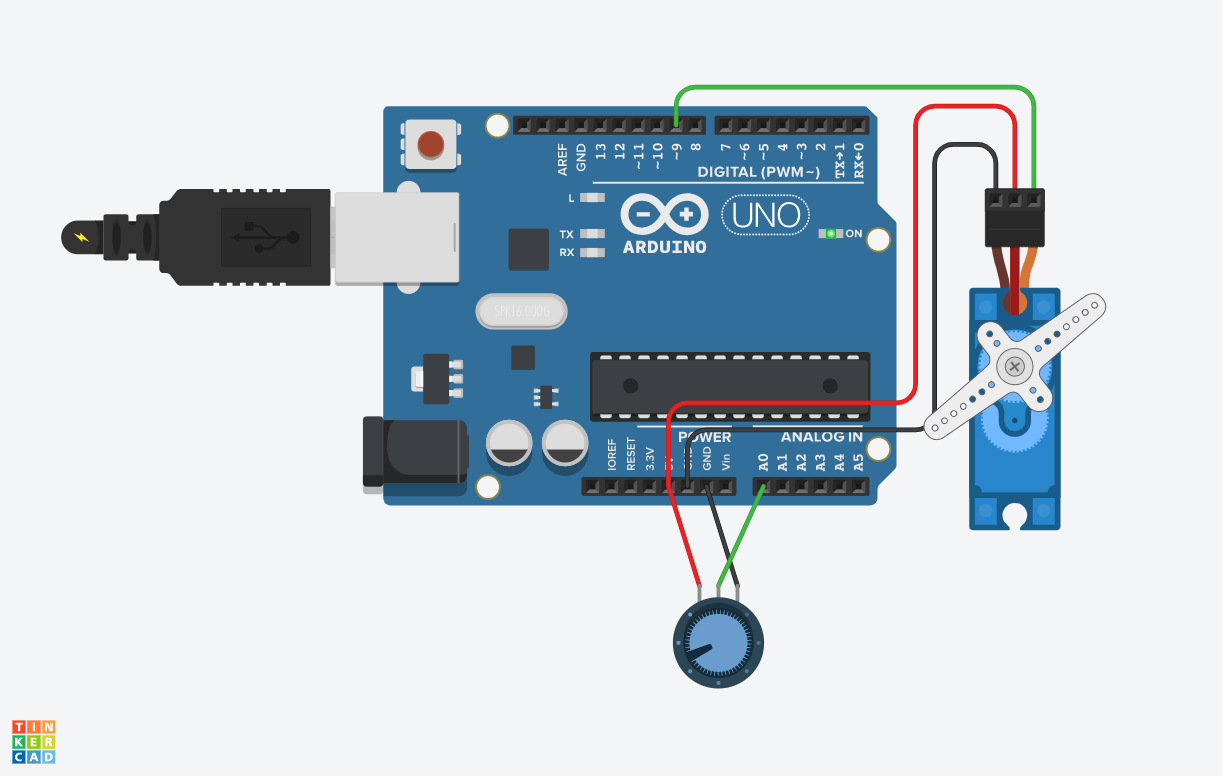 AREF
GND
13
12
~11
~10
~9
8
7
~6
~5
4
~3
2
TX→1
RX←0
DIGITAL (PWM~)
L
TX
RX
UNO
ARDUINO
ON
SPK16.000G
POWER
ANALOG IN
IOREF
RESET
3.3V
GND
Vin
A0
A1
A2
A3
A4
A5
TIN
KER
CAD